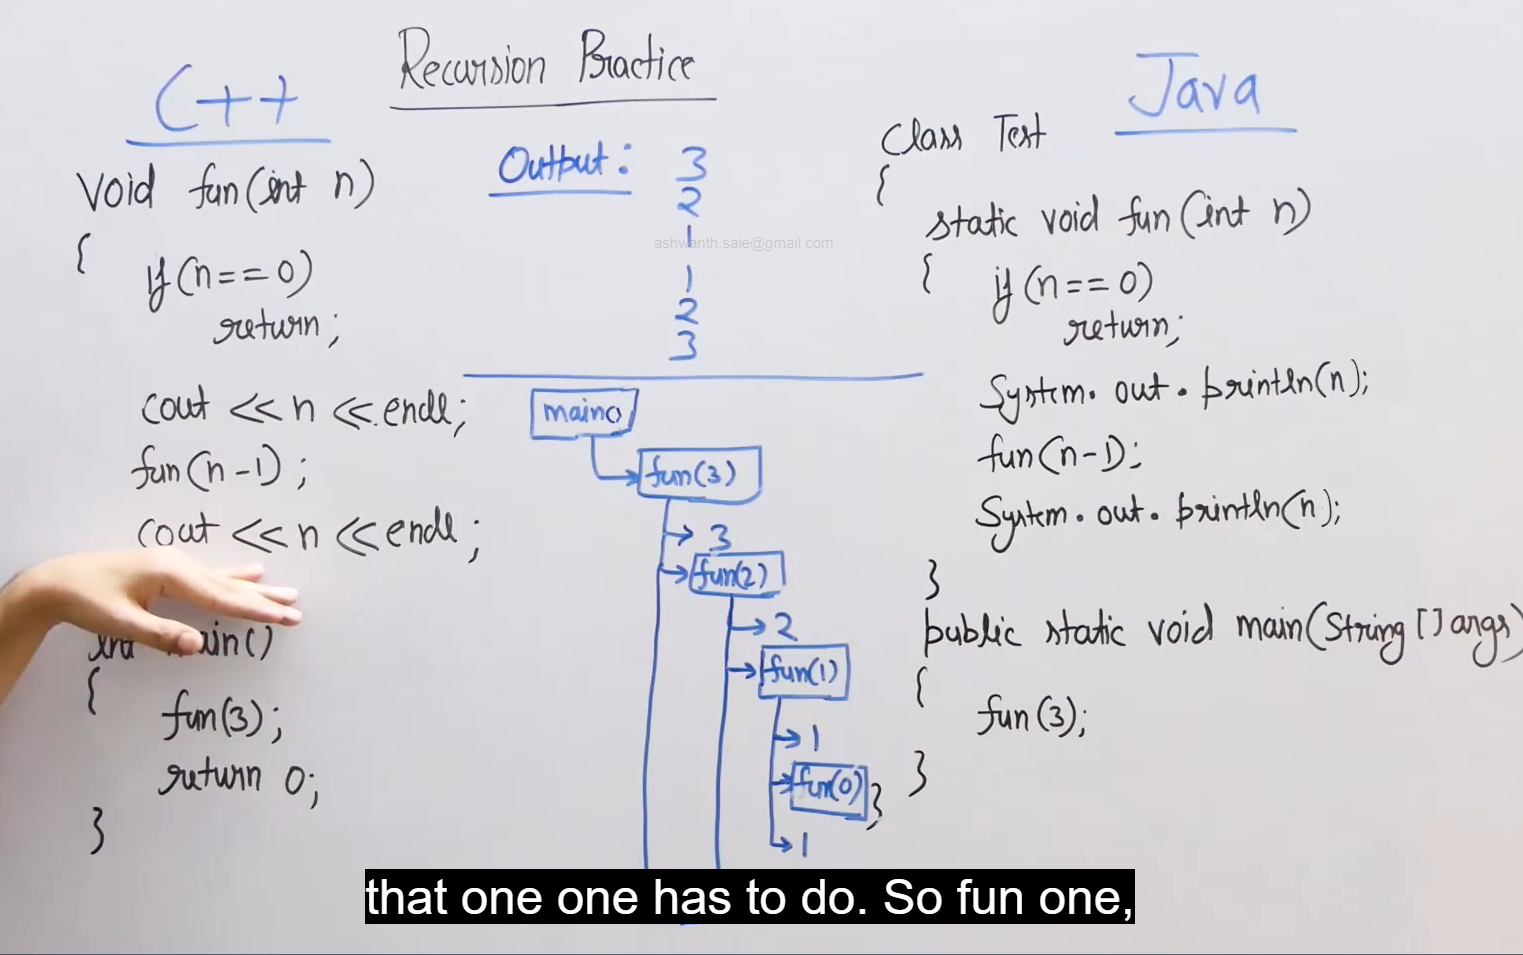 Recursion Practice
C++
void fun(int n)
{
if(n==0)
return;
cout <<n <<endl;
fun(n-1);
cout <<n <<endl;
int main()
{
fun(3);
return 0;
}
Output: 3
2
1
1
2
3
ashwanth.saie@gmail.com
main()
fun(3)
3
fun(2)
2
fun(1)
1
fun(0)
}
1
Java
Class Test
{
static void fun(int n)
{ if(n==0)
return;
System.out.println(n);
fun(n-1);
System.out.println(n);
}
public static void main(String []args)
{
fun(3);
}
that one one has to do. So fun one,